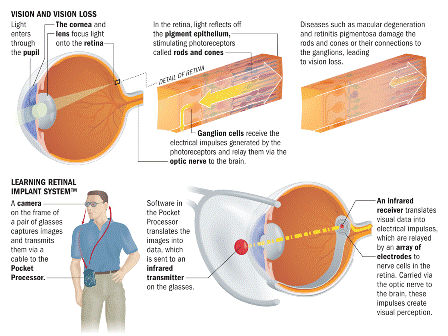 VISION AND VISION LOSS
Light
enters
through
the pupil
The cornea and
lens focus light
onto the retina
In the retina, light reflects off
the pigment epithelium,
stimulating photoreceptors
called rods and cones
DETAIL OF RETINA
Ganglion cells receive the
electrical impulses generated by the
photoreceptors and relay them via the
optic nerve to the brain.
Diseases such as macular degeneration
and retinitis pigmentosa damage the
rods and cones or their connections to
the ganglions, leading
to vision loss.
LEARNING RETINAL
IMPLANT SYSTEM™
A camera
on the frame of
a pair of glasses
captures images
and transmits
them via a
cable to the
Pocket
Processor.
Software in
the Pocket
Processor
translates the
images into
data, which
is sent to an
infrared
transmitter
on the glasses.
An infrared
receiver translates
visual data into
electrical impulses,
which are relayed
by an array of
electrodes to
nerve cells in the
retina. Carried via
the optic nerve to
the brain, these
impulses create
visual perception.